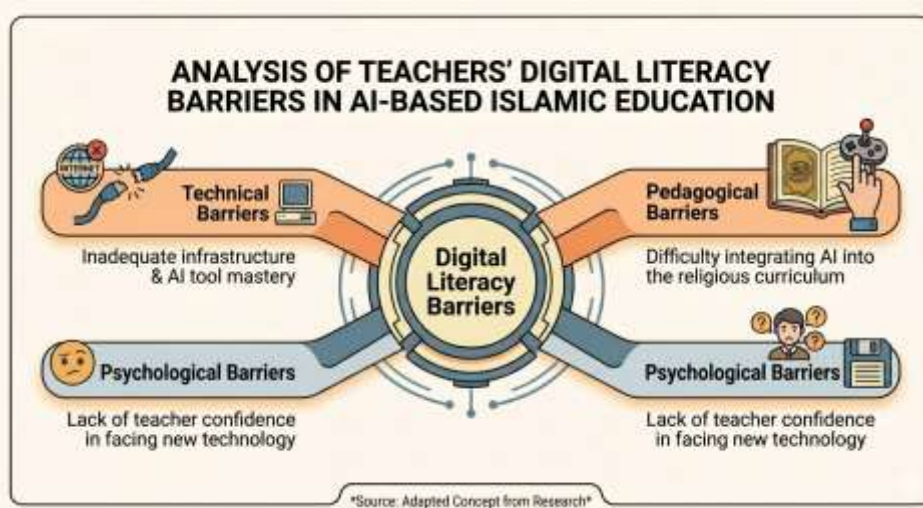 ANALYSIS OF TEACHERS' DIGITAL LITERACY
BARRIERS IN AI-BASED ISLAMIC EDUCATION
INTERNET
Technical
Barriers
Inadequate infrastructure
& AI tool mastery
Pedagogical
Barriers
Difficulty integrating AI into
the religious curriculum
Digital
Literacy
Barriers
Psychological Barriers
Lack of teacher confidence
in facing new technology
? ? ?
Psychological Barriers
Lack of teacher confidence
in facing new technology
*Source: Adapted Concept from Research*